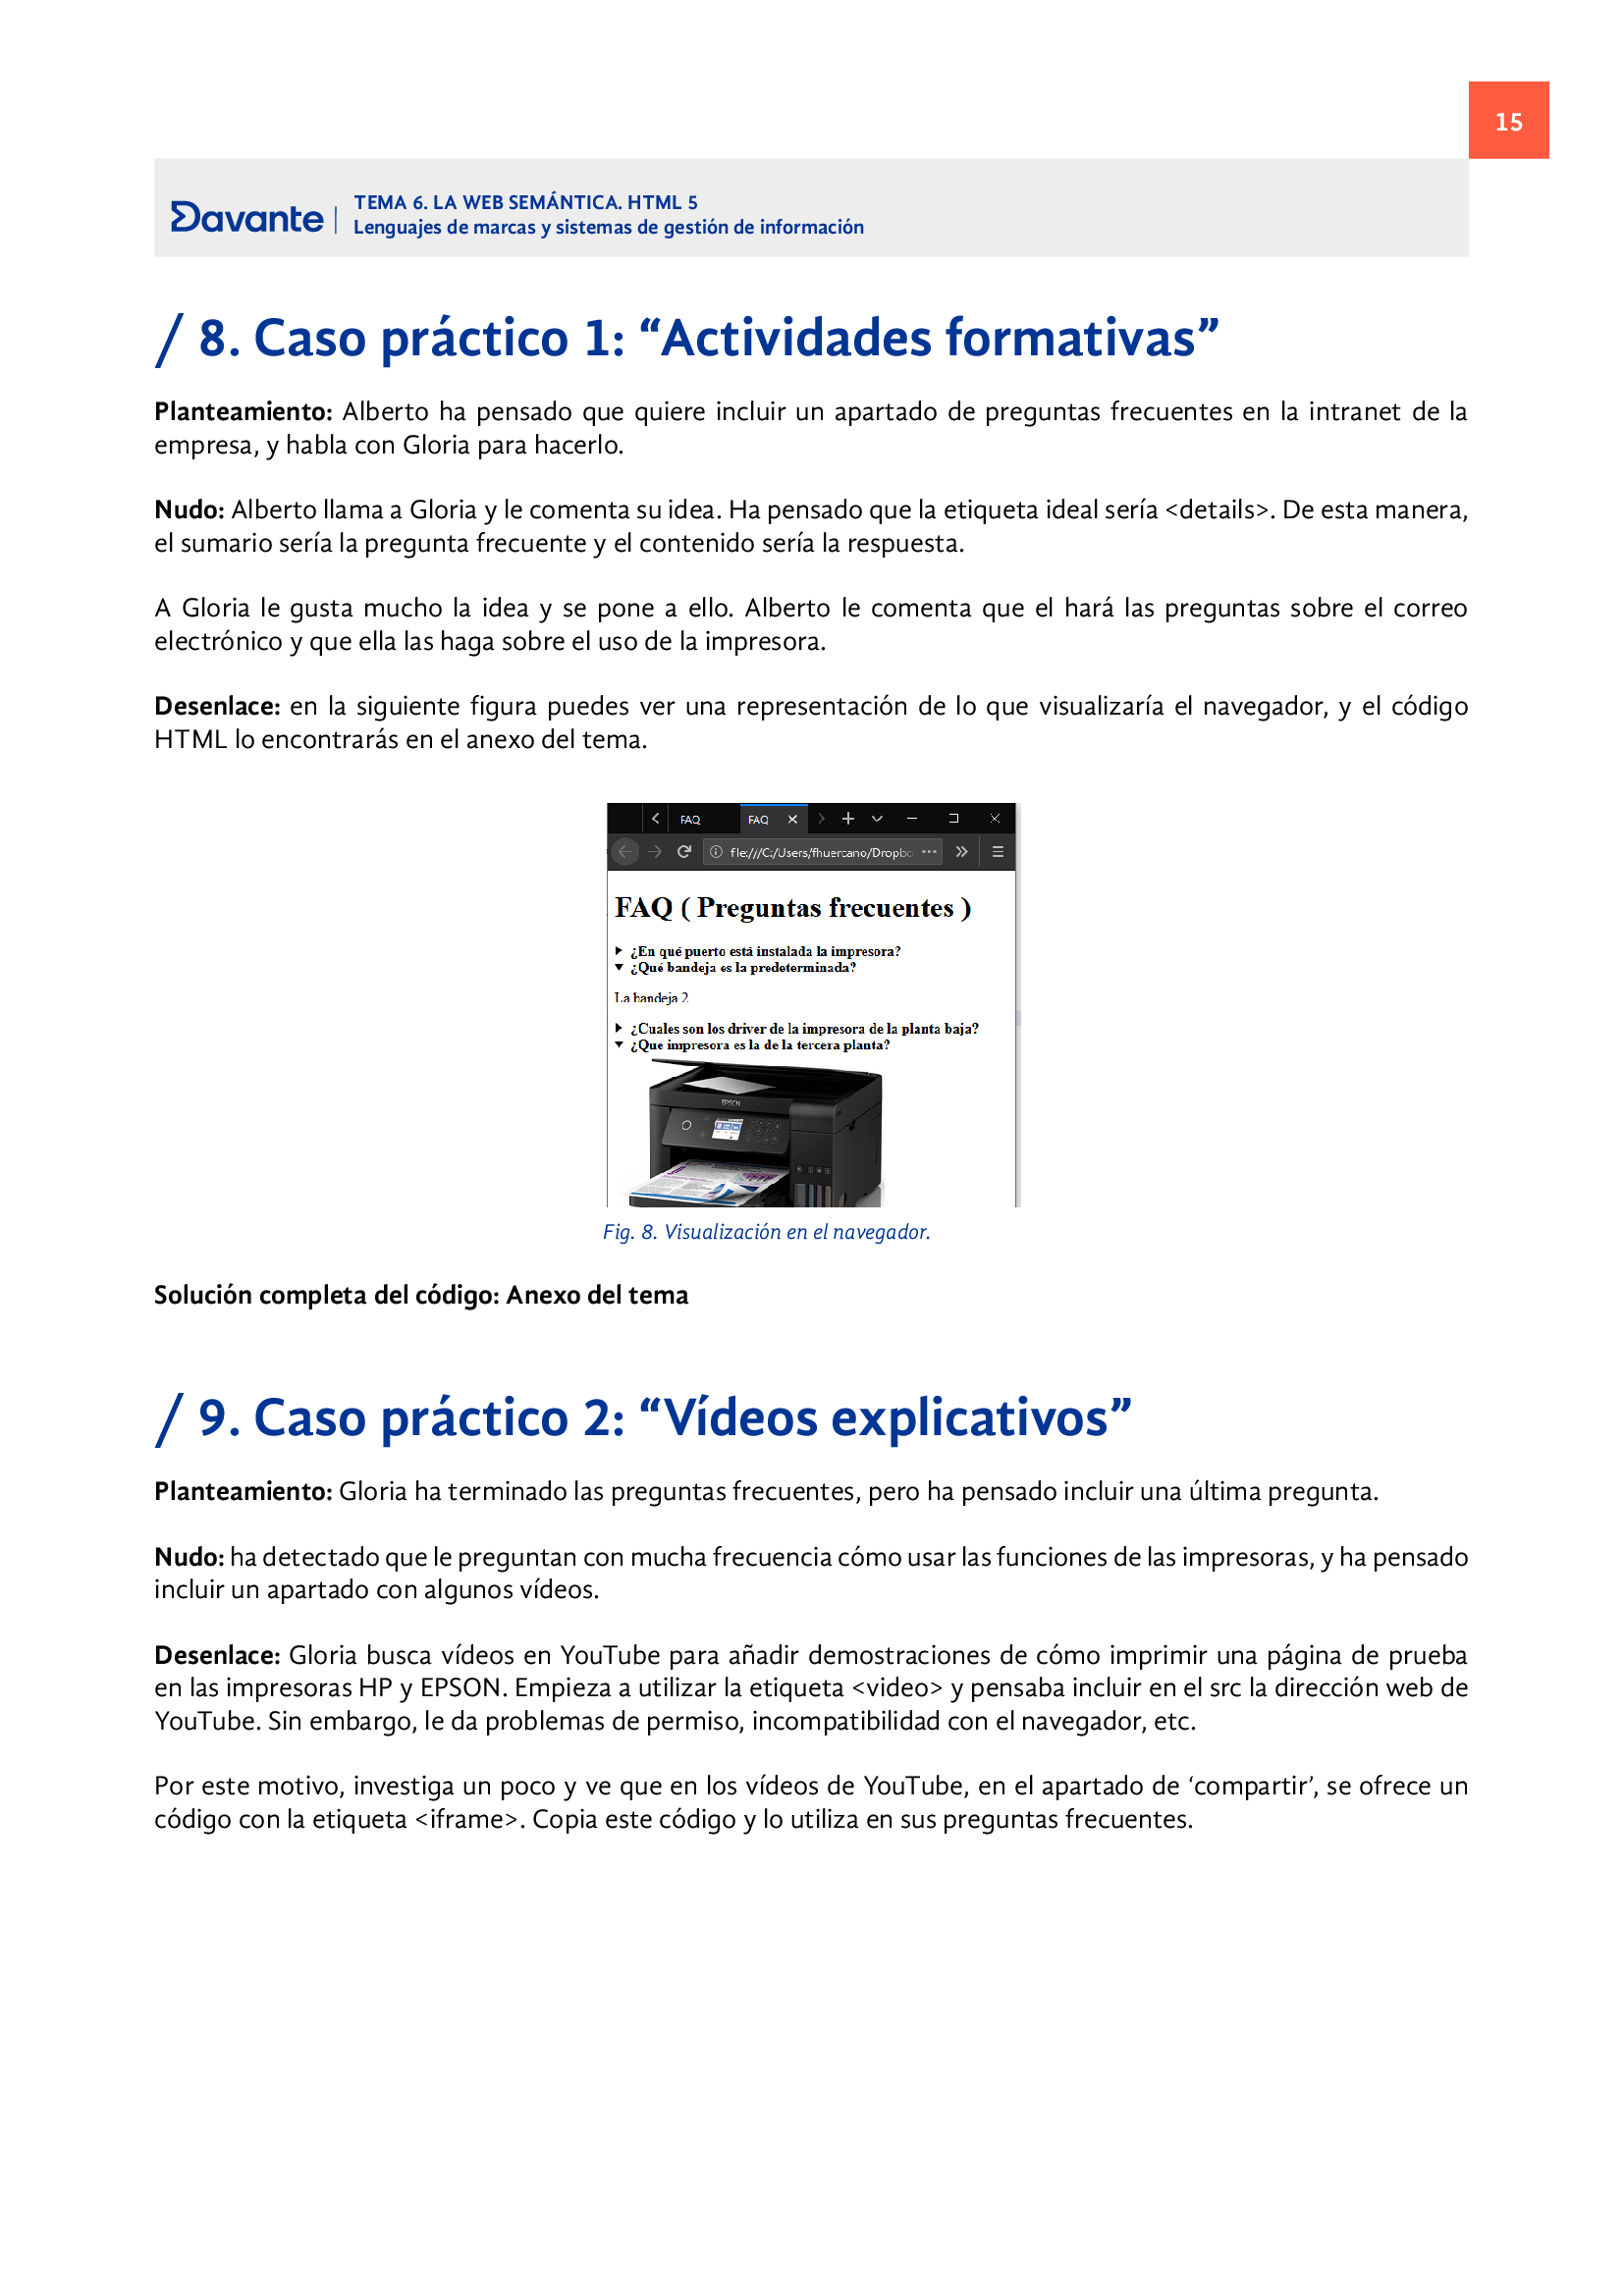 15
Davante
TEMA 6. LA WEB SEMÁNTICA. HTML 5
Lenguajes de marcas y sistemas de gestión de información
/ 8. Caso práctico 1: “Actividades formativas”
Planteamiento: Alberto ha pensado que quiere incluir un apartado de preguntas frecuentes en la intranet de la
empresa, y habla con Gloria para hacerlo.
Nudo: Alberto llama a Gloria y le comenta su idea. Ha pensado que la etiqueta ideal sería <details>. De esta manera,
el sumario sería la pregunta frecuente y el contenido sería la respuesta.
A Gloria le gusta mucho la idea y se pone a ello. Alberto le comenta que el hará las preguntas sobre el correo
electrónico y que ella las haga sobre el uso de la impresora.
Desenlace: en la siguiente figura puedes ver una representación de lo que visualizaría el navegador, y el código
HTML lo encontrarás en el anexo del tema.
FAQ FAQ
file:///C:/Users/fhuercano/Dropbo
FAQ ( Preguntas frecuentes )
¿En qué puerto está instalada la impresora?
¿Qué bandeja es la predeterminada?
La bandeja 2.
¿Cuales son los driver de la impresora de la planta baja?
¿Que impresora es la de la tercera planta?
EPSON
Fig. 8. Visualización en el navegador.
Solución completa del código: Anexo del tema
/ 9. Caso práctico 2: “Vídeos explicativos”
Planteamiento: Gloria ha terminado las preguntas frecuentes, pero ha pensado incluir una última pregunta.
Nudo: ha detectado que le preguntan con mucha frecuencia cómo usar las funciones de las impresoras, y ha pensado
incluir un apartado con algunos vídeos.
Desenlace: Gloria busca vídeos en YouTube para añadir demostraciones de cómo imprimir una página de prueba
en las impresoras HP y EPSON. Empieza a utilizar la etiqueta <video> y pensaba incluir en el src la dirección web de
YouTube. Sin embargo, le da problemas de permiso, incompatibilidad con el navegador, etc.
Por este motivo, investiga un poco y ve que en los vídeos de YouTube, en el apartado de ‘compartir’, se ofrece un
código con la etiqueta <iframe>. Copia este código y lo utiliza en sus preguntas frecuentes.